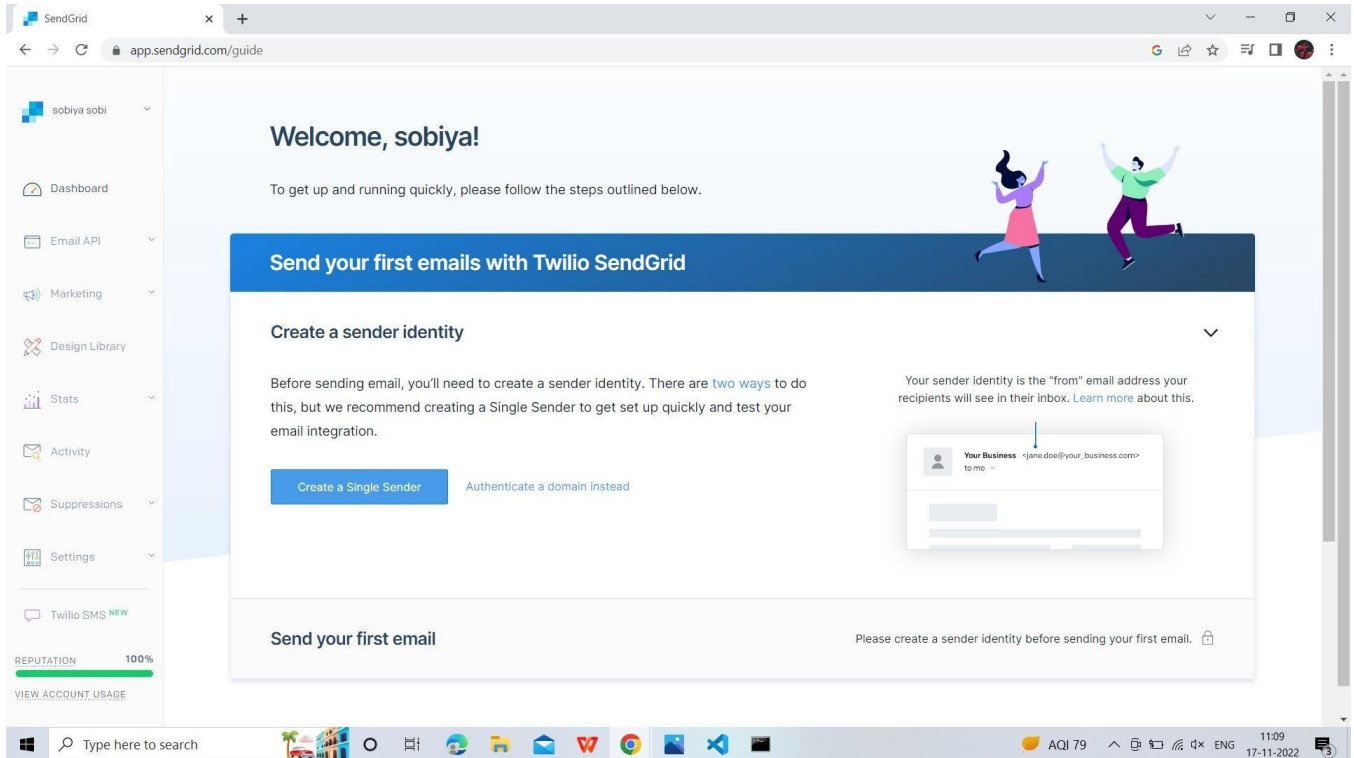 SendGrid
app.sendgrid.com/guide
sobiya sobi
Dashboard
Email API
Marketing
Design Library
Stats
Activity
Suppressions
Settings
Twilio SMS NEW
REPUTATION 100%
VIEW ACCOUNT USAGE
Welcome, sobiya!
To get up and running quickly, please follow the steps outlined below.
Send your first emails with Twilio SendGrid
Create a sender identity
Before sending email, you'll need to create a sender identity. There are two ways to do
this, but we recommend creating a Single Sender to get set up quickly and test your
email integration.
Create a Single Sender Authenticate a domain instead
Your sender identity is the "from" email address your
recipients will see in their inbox. Learn more about this.
Your Business <jane.doe@your_business.com>
to me
Send your first email
Please create a sender identity before sending your first email.
Type here to search
AQI 79
ENG
11:09
17-11-2022
3